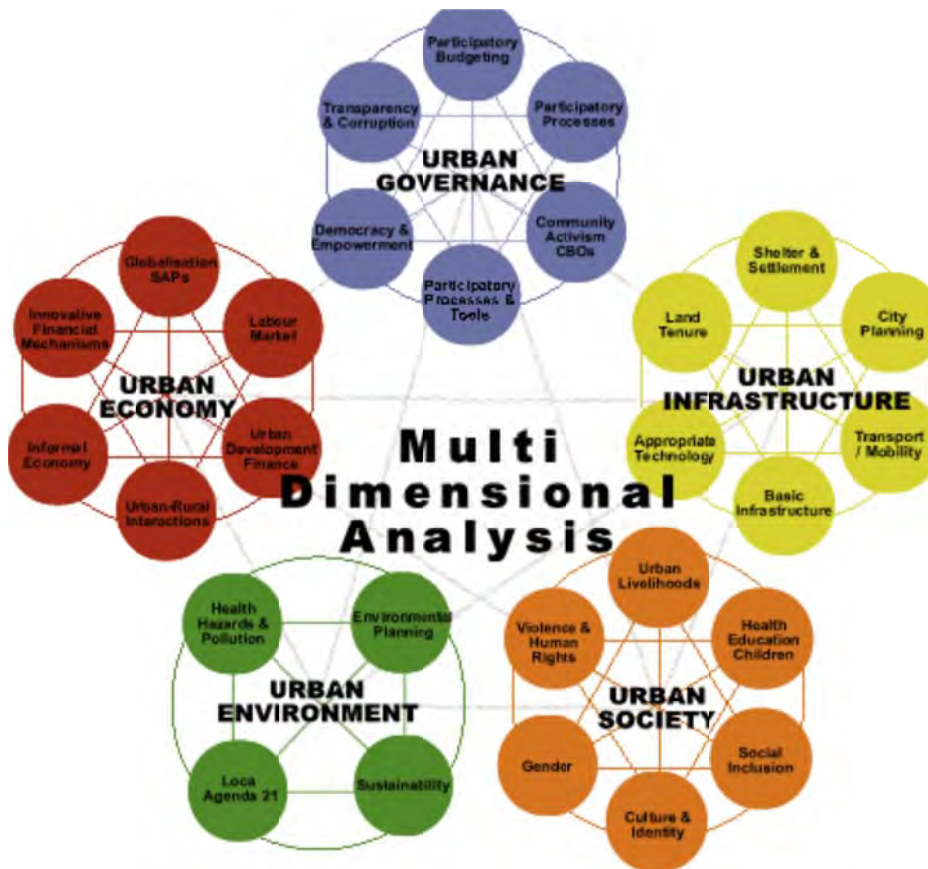 Participatory
Budgeting
Transparency
& Corruption
Participatory
Processes
URBAN
GOVERNANCE
Democracy &
Empowerment
Community
Activism
CBOs
Participatory
Processes &
Tools
Globalisation
SAPs
Innovative
Financial
Mechanisms
Labour
Market
URBAN
ECONOMY
Informal
Economy
Urban
Development
Finance
Urban-Rural
Interactions
Shelter &
Settlement
Land
Tenure
City
Planning
URBAN
INFRASTRUCTURE
Appropriate
Technology
Transport
/ Mobility
Basic
Infrastructure
Multi
Dimensional
Analysis
Health
Hazards &
Pollution
Environmental
Planning
URBAN
ENVIRONMENT
Loca
Agenda 21
Sustainatility
Urban
Livelihoods
Violence &
Human
Rights
Health
Education
Children
URBAN
SOCIETY
Gender
Social
Inclusion
Culture &
Identity